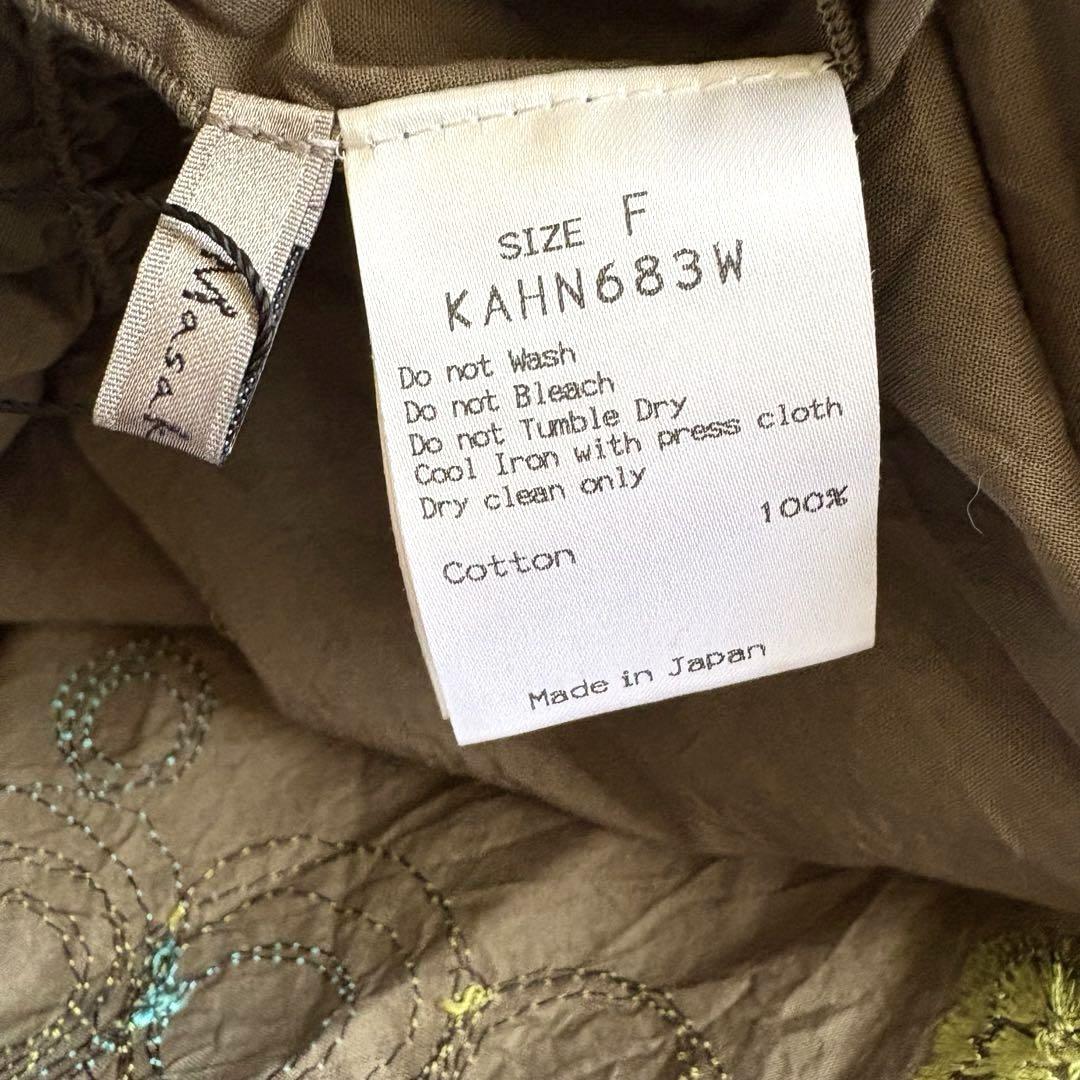 Masak
SIZE F
KAHN683W
Do not Wash
Do not Bleach
Do not Tumble Dry
Cool Iron with press cloth
Dry clean only
100%
Cotton
Made in Japan